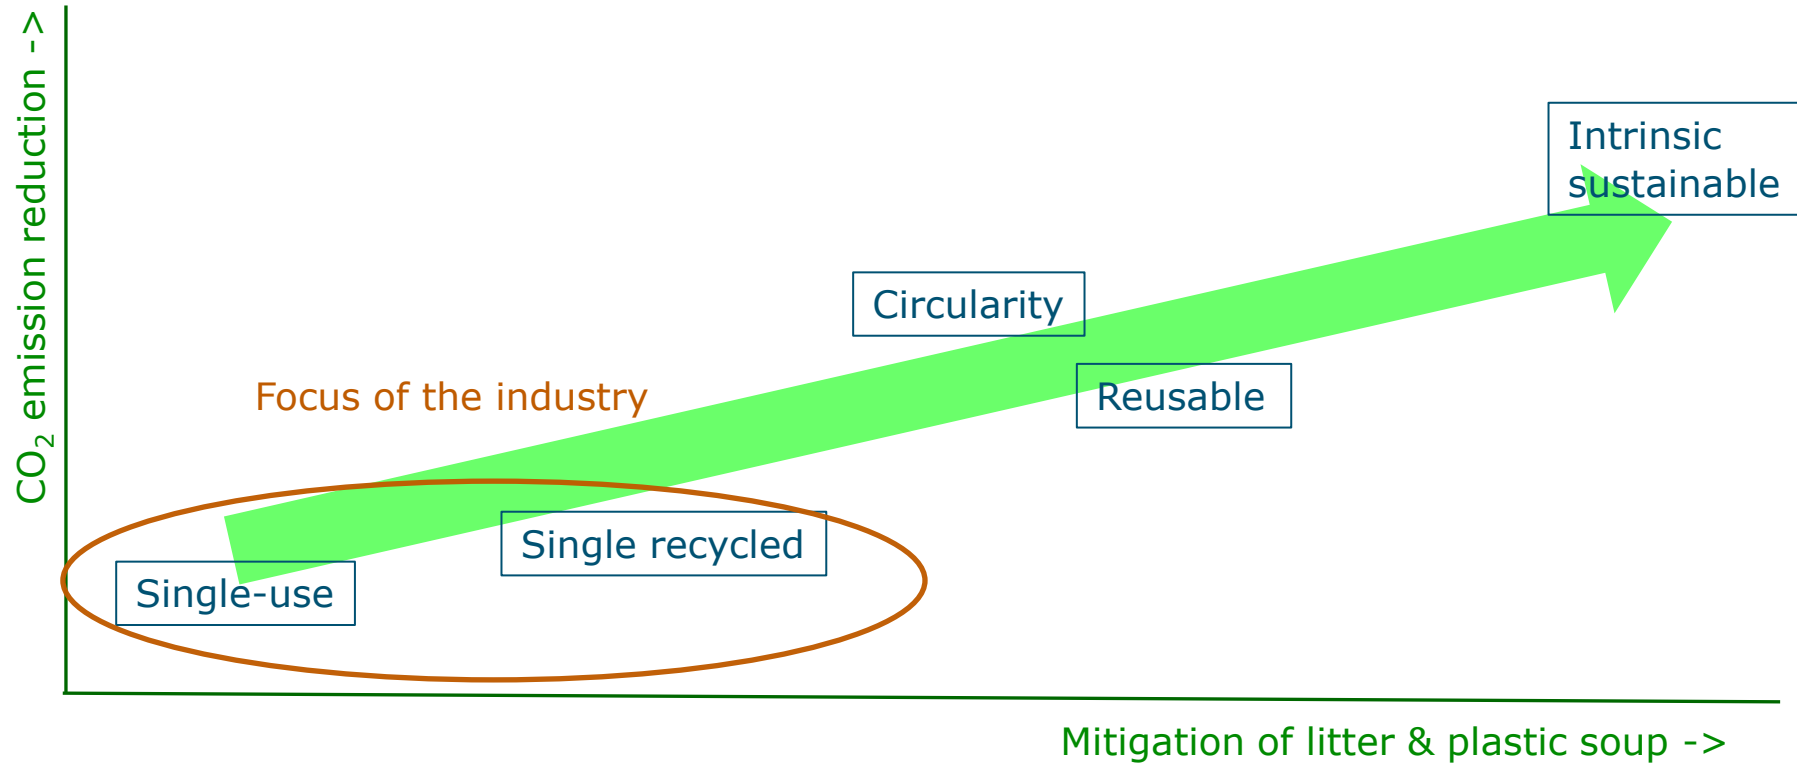 CO₂ emission reduction ->
Intrinsic
sustainable
Circularity
Reusable
Focus of the industry
Single recycled
Single-use
Mitigation of litter & plastic soup ->